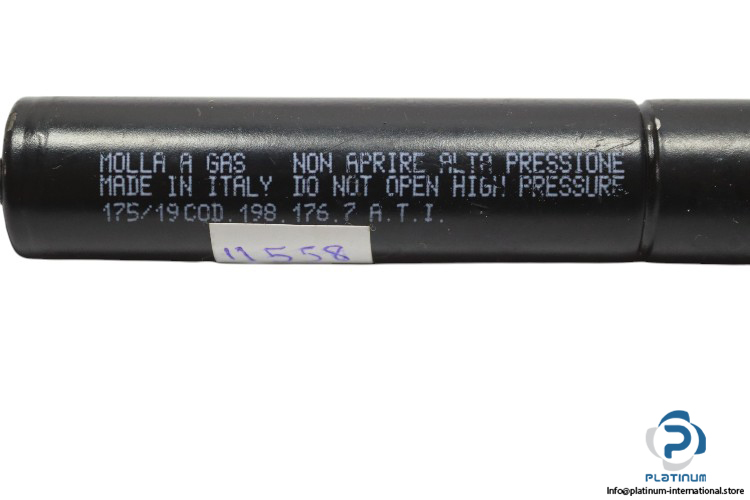 MOLLA A GAS NON APRIRE ALTA PRESSIONE
MADE IN ITALY DO NOT OPEN HIGH PRESSURE
175/19 COD. 198.176.7 A.T.I.
11558
PLATINUM
Info@platinum-international.store